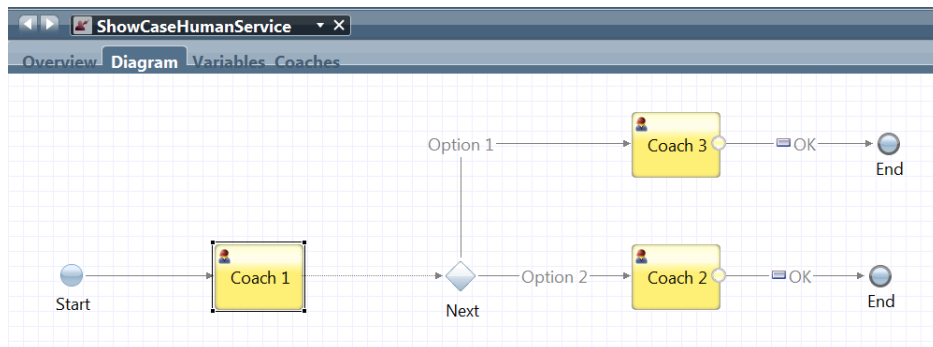 ShowCaseHumanService
Overview Diagram Variables Coaches
Option 1 Coach 3 OK
End
Coach 1 Option 2 Coach 2 OK
Start Next End